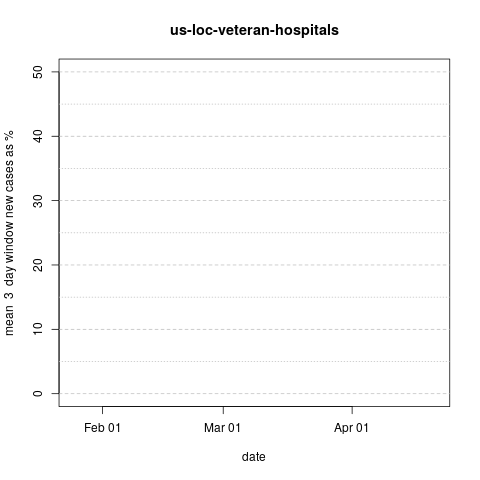 us-loc-veteran-hospitals
mean 3 day window new cases as %
50
40
30
20
10
0
Feb 01 Mar 01 Apr 01
date